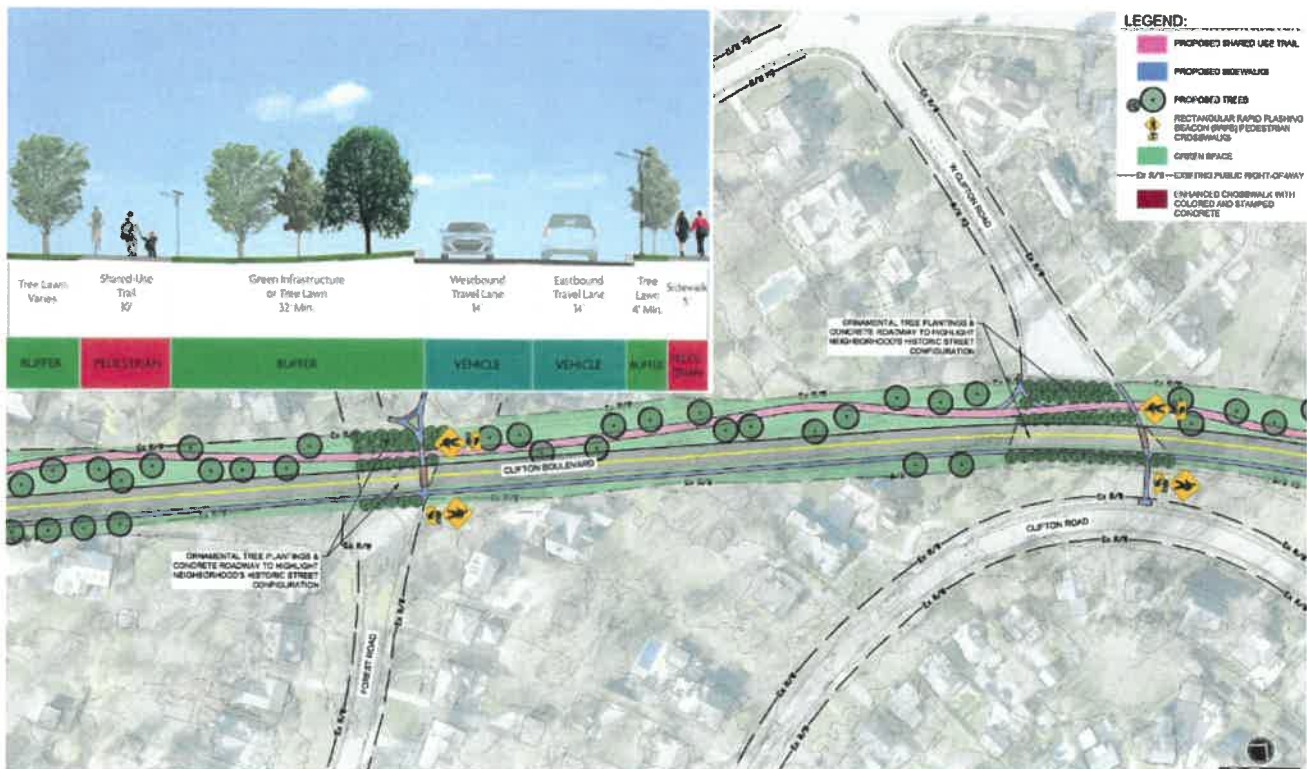 LEGEND:
PROPOSED SHARED USE TRAIL
PROPOSED SIDEWALKS
PROPOSED TREES
RECTANGULAR RAPID FLASHING
BEACON (RRFB) PEDESTRIAN
CROSSWALKS
GREEN SPACE
Ex R/W EXISTING PUBLIC RIGHT-OF-WAY
ENHANCED CROSSWALK WITH
COLORED AND STAMPED
CONCRETE
Tree Lawn
Varies
Shared-Use
Trail
10'
Green Infrastructure
or Tree Lawn
32' Min.
Westbound
Travel Lane
14'
Eastbound
Travel Lane
14'
Tree
Lawn
4' Min.
Sidewalk
5'
BUFFER
PEDESTRIAN
BUFFER
VEHICLE
VEHICLE
BUFFER
W CLIFTON ROAD
ORNAMENTAL TREE PLANTINGS &
CONCRETE ROADWAY TO HIGHLIGHT
NEIGHBORHOOD'S HISTORIC STREET
CONFIGURATION
CLIFTON BOULEVARD
ORNAMENTAL TREE PLANTINGS &
CONCRETE ROADWAY TO HIGHLIGHT
NEIGHBORHOOD'S HISTORIC STREET
CONFIGURATION
FOREST ROAD
CLIFTON ROAD